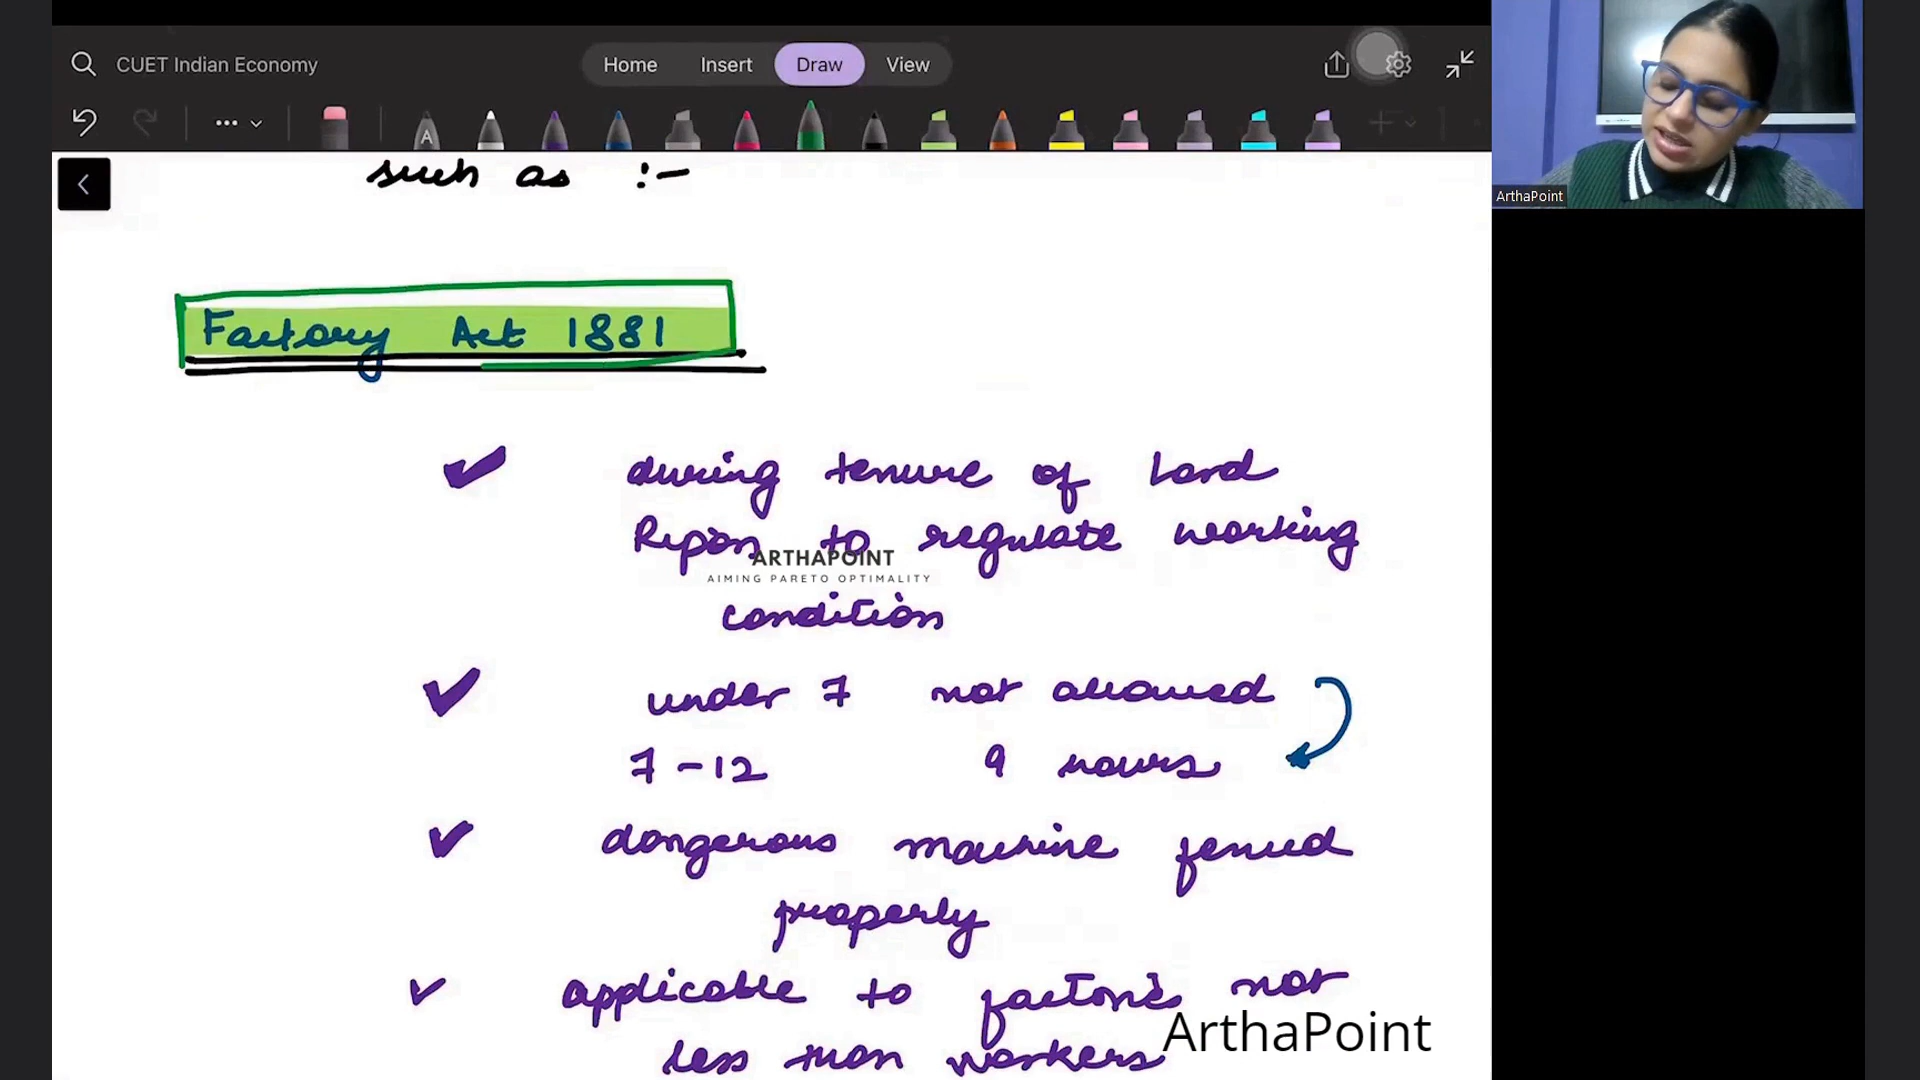 CUET Indian Economy
Home Insert Draw View
A
such as :-
ArthaPoint
Factory Act 1881
during tenure of Lord
Ripon to regulate working
ARTHAPOINT
AIMING PARETO OPTIMALITY
condition
under 7 not allowed
7-12 9 hours
dangerous machine fenced
properly
applicable to factories not
less than workers
ArthaPoint